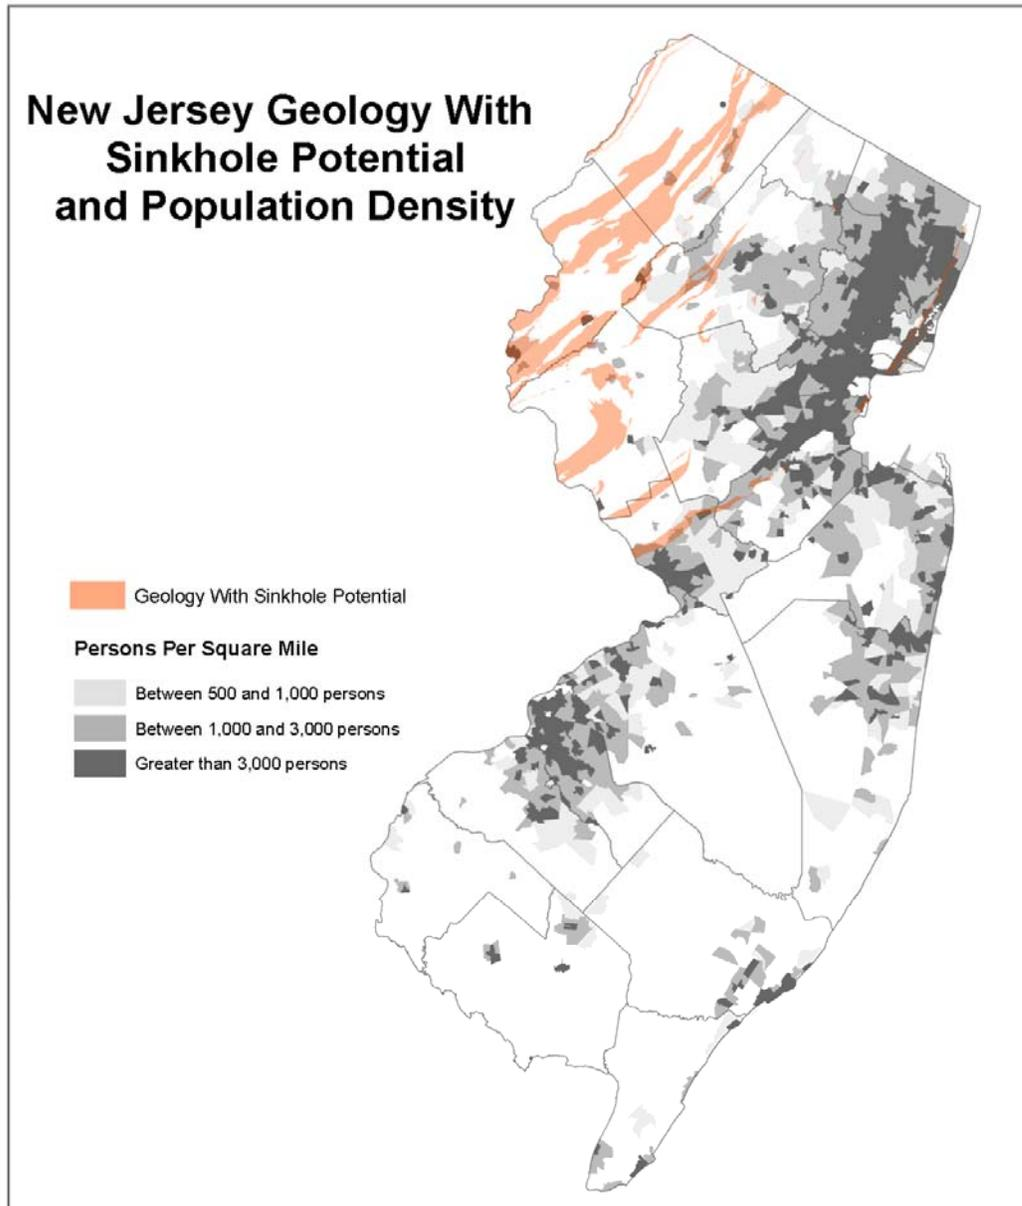 New Jersey Geology With
Sinkhole Potential
and Population Density
Geology With Sinkhole Potential
Persons Per Square Mile
Between 500 and 1,000 persons
Between 1,000 and 3,000 persons
Greater than 3,000 persons